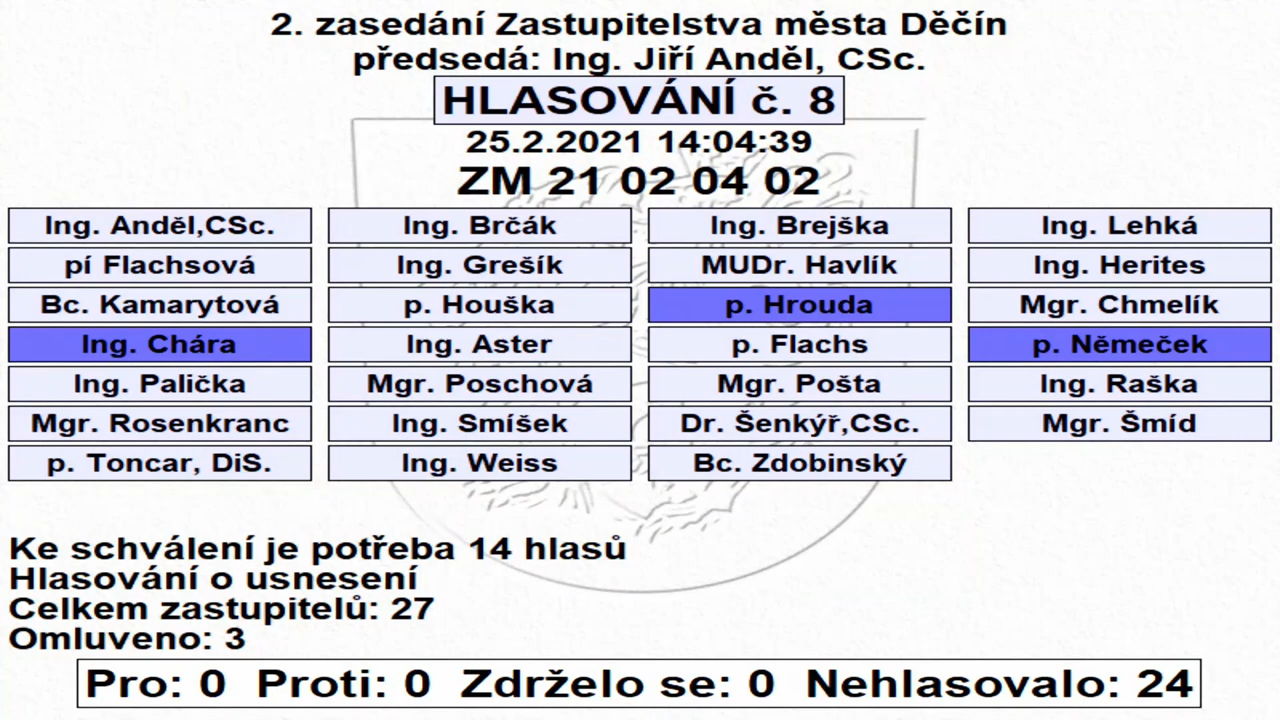 2. zasedání Zastupitelstva města Děčín
předsedá: Ing. Jiří Anděl, CSc.
HLASOVÁNÍ č. 8
25.2.2021 14:04:39
ZM 21 02 04 02
Ing. Anděl,CSc. Ing. Brčák Ing. Brejška Ing. Lehká
pí Flachsová Ing. Grešík MUDr. Havlík Ing. Herites
Bc. Kamarytová p. Houška p. Hrouda Mgr. Chmelík
Ing. Chára Ing. Aster p. Flachs p. Němeček
Ing. Palička Mgr. Poschová Mgr. Pošta Ing. Raška
Mgr. Rosenkranc Ing. Smíšek Dr. Šenkýř,CSc. Mgr. Šmíd
p. Toncar, DiS. Ing. Weiss Bc. Zdobinský
Ke schválení je potřeba 14 hlasů
Hlasování o usnesení
Celkem zastupitelů: 27
Omluveno: 3
Pro: 0 Proti: 0 Zdrželo se: 0 Nehlasovalo: 24